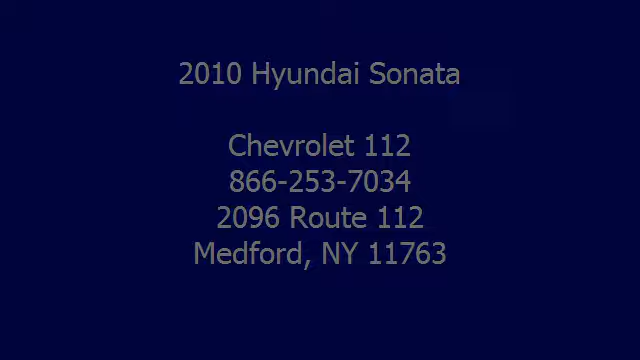 2010 Hyundai Sonata
Chevrolet 112
866-253-7034
2096 Route 112
Medford, NY 11763